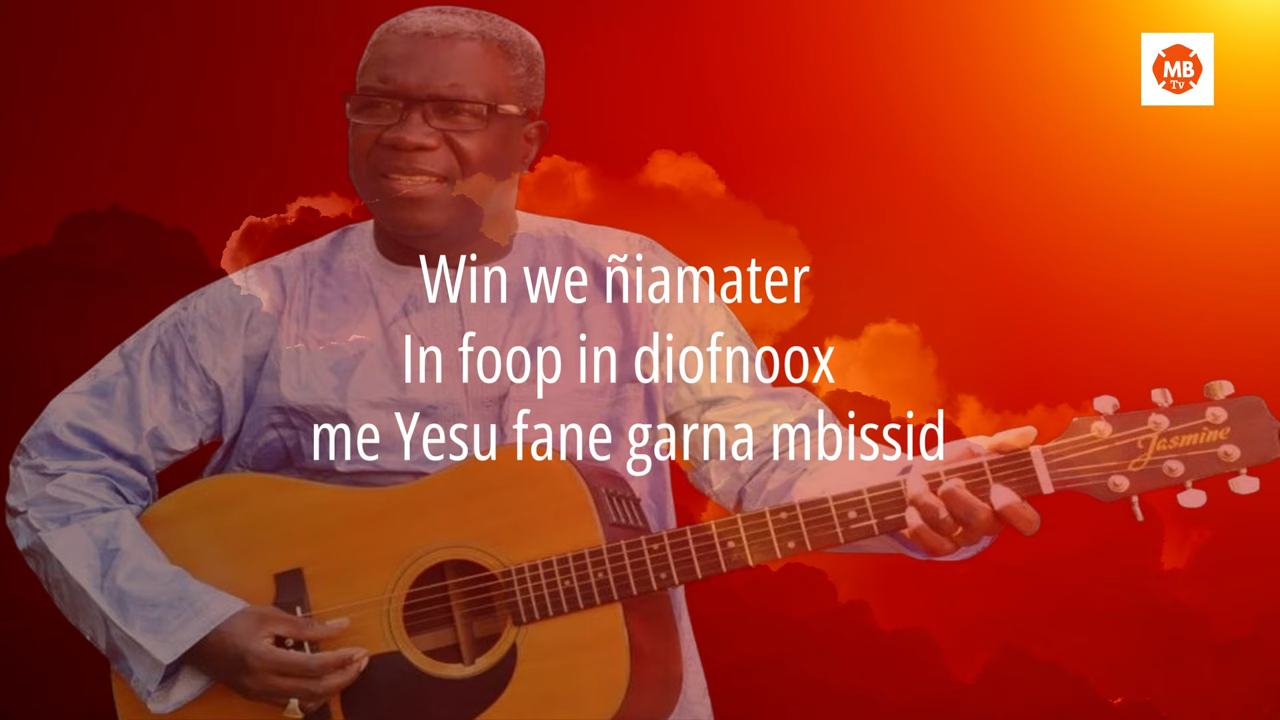 MB
Tv
Win we ñiamater
In foop in diofnoox
me Yesu fane garna mbissid
Jasmine